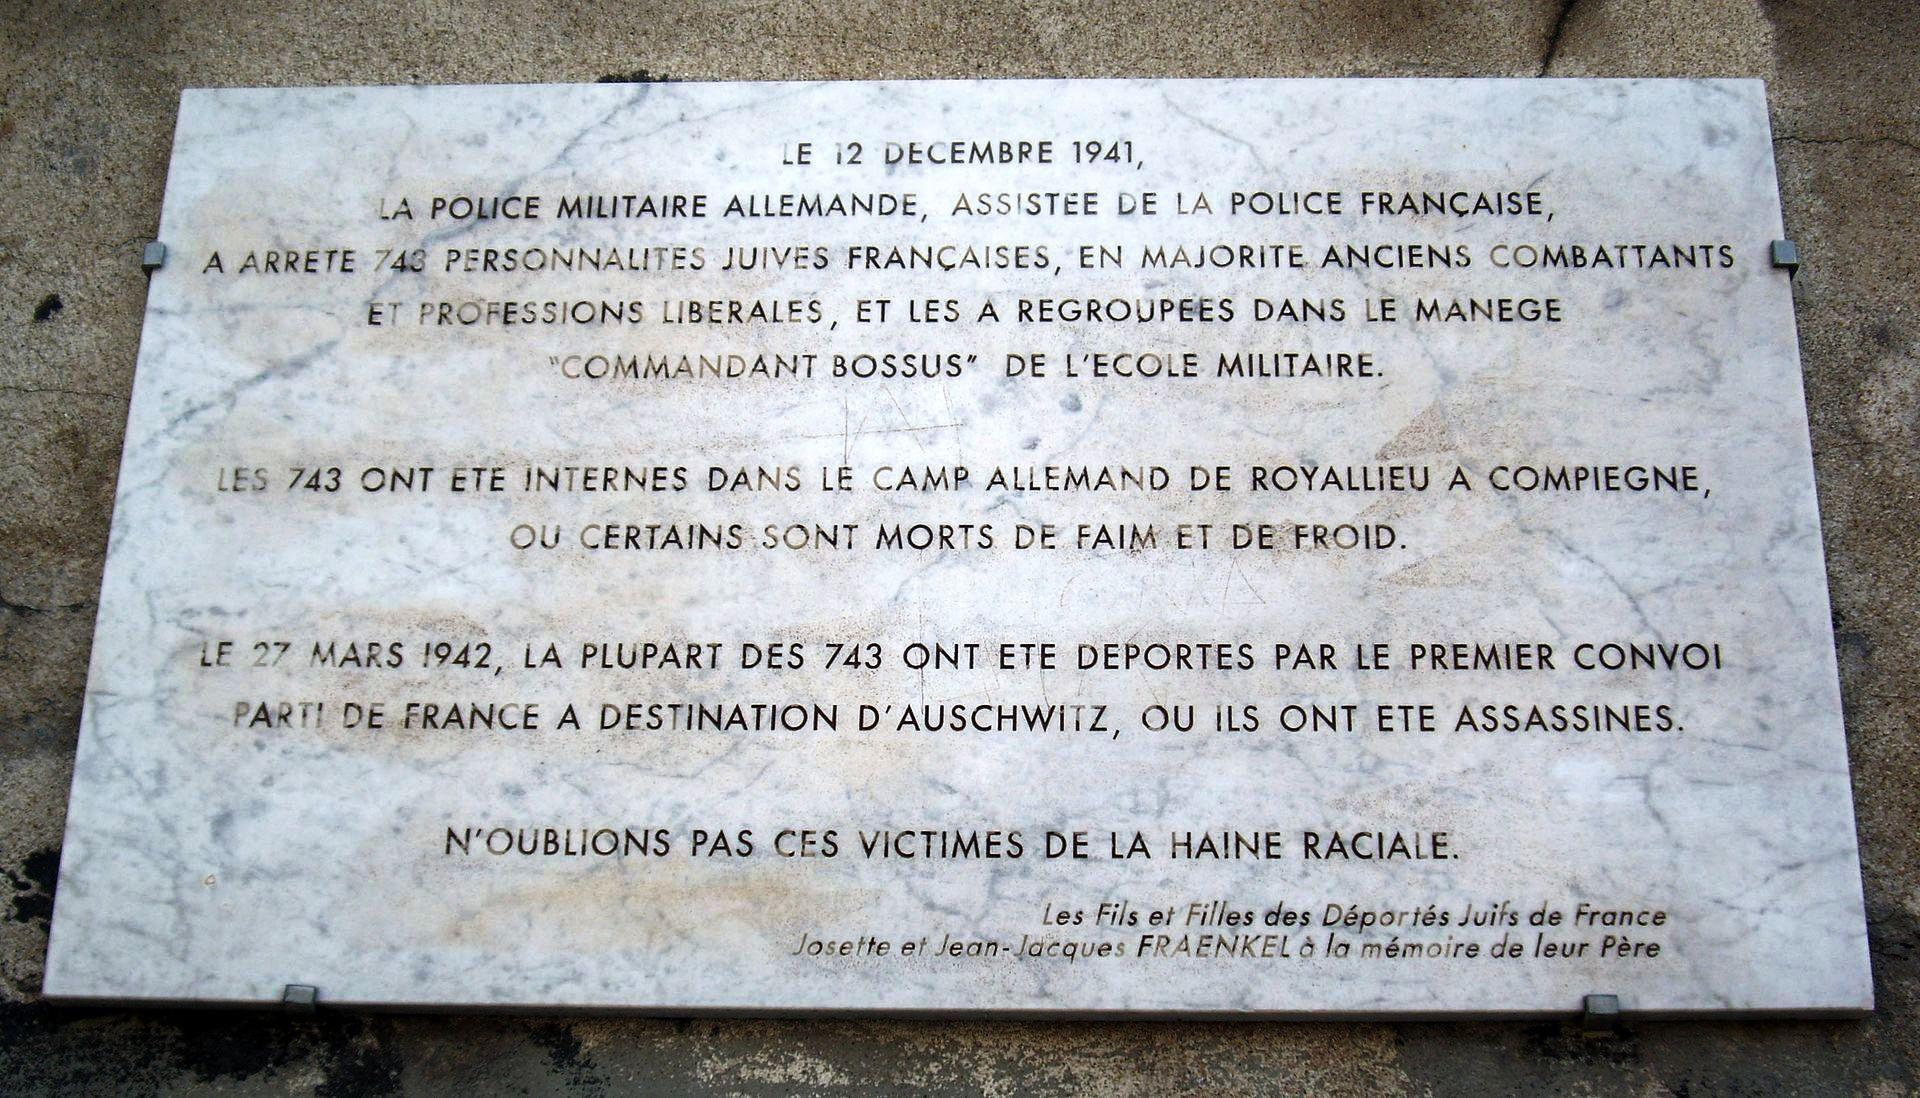 LE 12 DECEMBRE 1941,
LA POLICE MILITAIRE ALLEMANDE, ASSISTEE DE LA POLICE FRANÇAISE,
A ARRETE 743 PERSONNALITES JUIVES FRANÇAISES, EN MAJORITE ANCIENS COMBATTANTS
ET PROFESSIONS LIBERALES, ET LES A REGROUPEES DANS LE MANEGE
"COMMANDANT BOSSUS" DE L'ECOLE MILITAIRE.
LES 743 ONT ETE INTERNES DANS LE CAMP ALLEMAND DE ROYALLIEU A COMPIEGNE,
OU CERTAINS SONT MORTS DE FAIM ET DE FROID.
LE 27 MARS 1942, LA PLUPART DES 743 ONT ETE DEPORTES PAR LE PREMIER CONVOI
PARTI DE FRANCE A DESTINATION D'AUSCHWITZ, OU ILS ONT ETE ASSASSINES.
N'OUBLIONS PAS CES VICTIMES DE LA HAINE RACIALE.
Les Fils et Filles des Déportés Juifs de France
Josette et Jean-Jacques FRAENKEL à la mémoire de leur Père